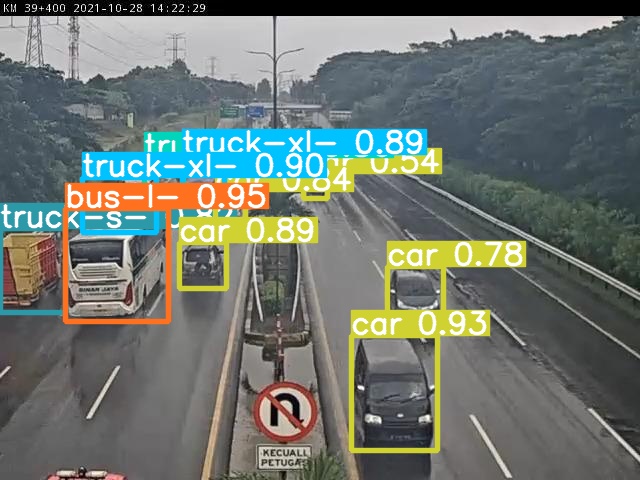 KM 39+400 2021-10-28 14:22:29
truck-xl- 0.89
truck-xl- 0.90
0.54
bus-l- 0.95
0.84
truck-s-
car 0.89
car 0.78
SINAR JAYA
car 0.93
KECUALI
PETUGAS